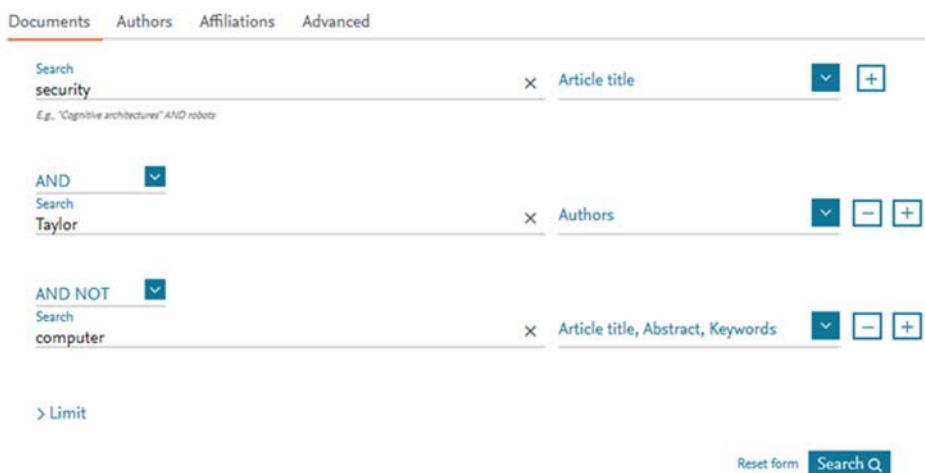 Documents Authors Affiliations Advanced
Search
security Article title
E.g., "Cognitive architectures" AND robots
AND
Search
Taylor Authors
AND NOT
Search
computer Article title, Abstract, Keywords
> Limit
Reset form Search